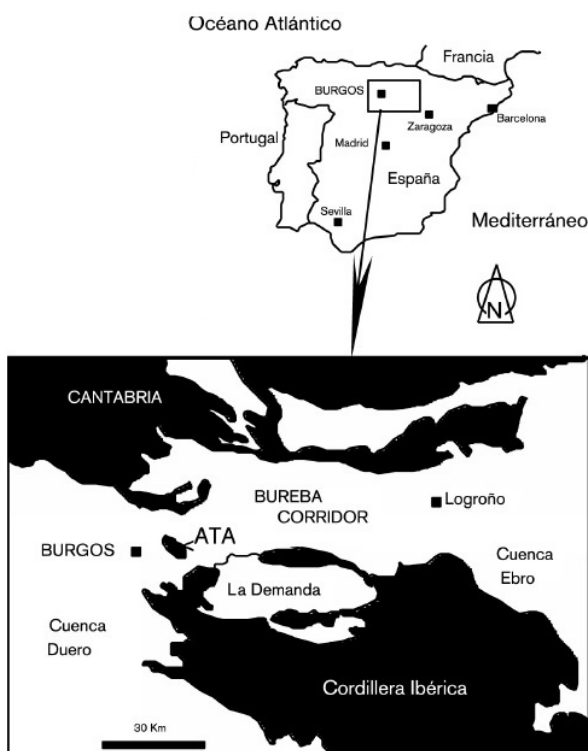 Océano Atlántico
Francia
BURGOS
Zaragoza
Barcelona
Portugal
Madrid
España
Sevilla
Mediterráneo
N
CANTABRIA
BUREBA
CORRIDOR
Logroño
ATA
BURGOS
Cuenca
Ebro
La Demanda
Cuenca
Duero
Cordillera Ibérica
30 Km